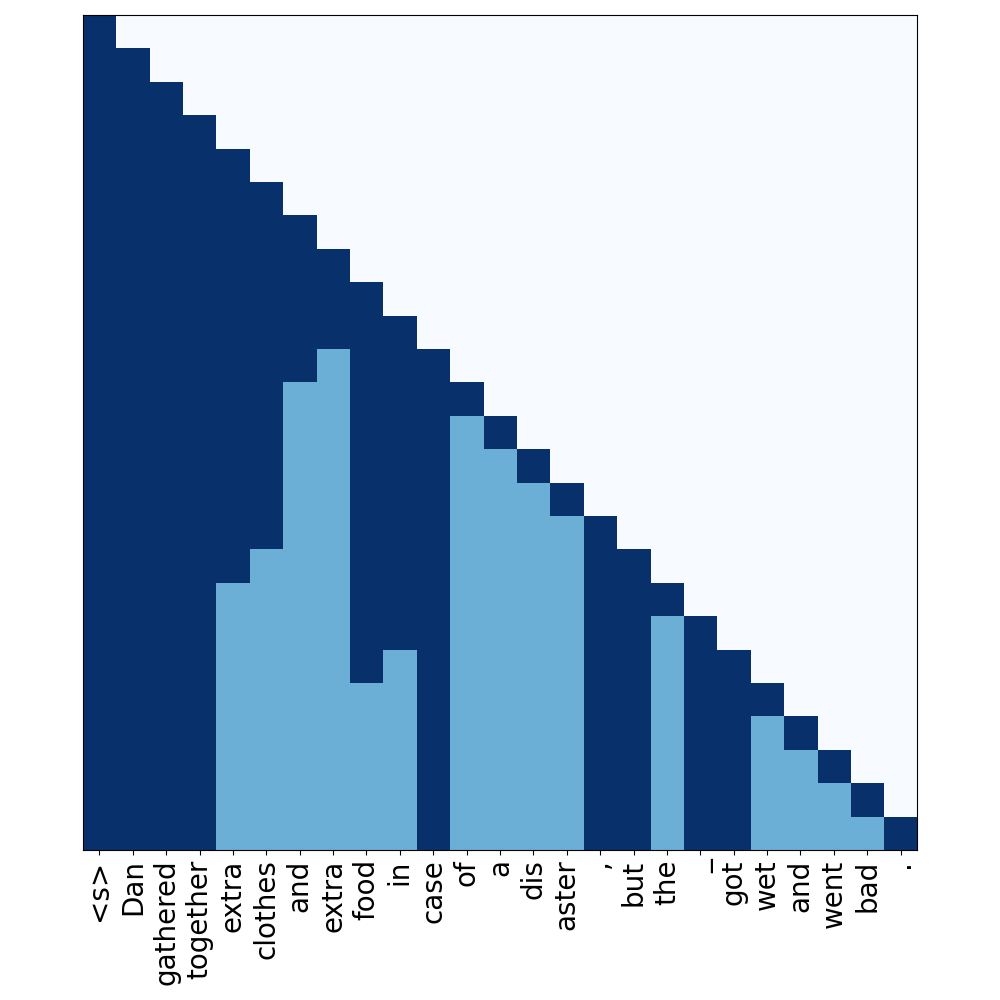 <s>
Dan
gathered
together
extra
clothes
and
extra
food
in
case
of
a
dis
aster
,
but
the
_
got
wet
and
went
bad
.